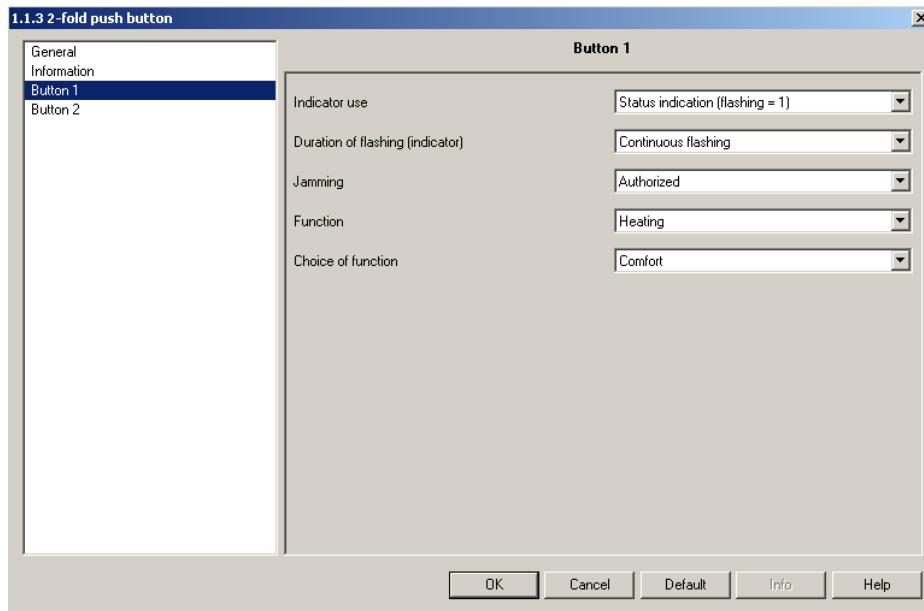 1.1.3 2-fold push button
General
Information
Button 1
Button 2
Button 1
Indicator use
Status indication (flashing = 1)
Duration of flashing (indicator)
Continuous flashing
Jamming
Authorized
Function
Heating
Choice of function
Comfort
OK
Cancel
Default
Info
Help